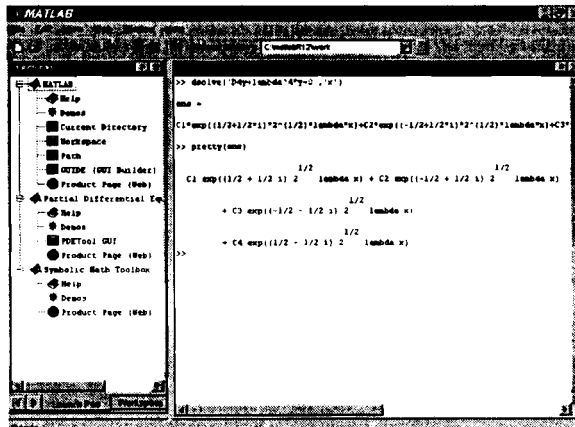 MATLAB
MATLAB
Help
Demos
Current Directory
Workspace
Path
GUIDE (GUI Builder)
Product Page (Web)
Partial Differential Equ
Help
Demos
PDETool GUI
Product Page (Web)
Symbolic Math Toolbox
Help
Demos
Product Page (Web)
>> dsolve('D4y+lambda^4*y=0','x')
ans =
C1*exp((1/2+1/2*i)*2^(1/2)*lambda*x)+C2*exp((-1/2+1/2*i)*2^(1/2)*lambda*x)+C3*
>> pretty(ans)
1/2 1/2
C1 exp((1/2 + 1/2 i) 2 lambda x) + C2 exp((-1/2 + 1/2 i) 2 lambda x)
1/2
+ C3 exp((-1/2 - 1/2 i) 2 lambda x)
1/2
+ C4 exp((1/2 - 1/2 i) 2 lambda x)
>>